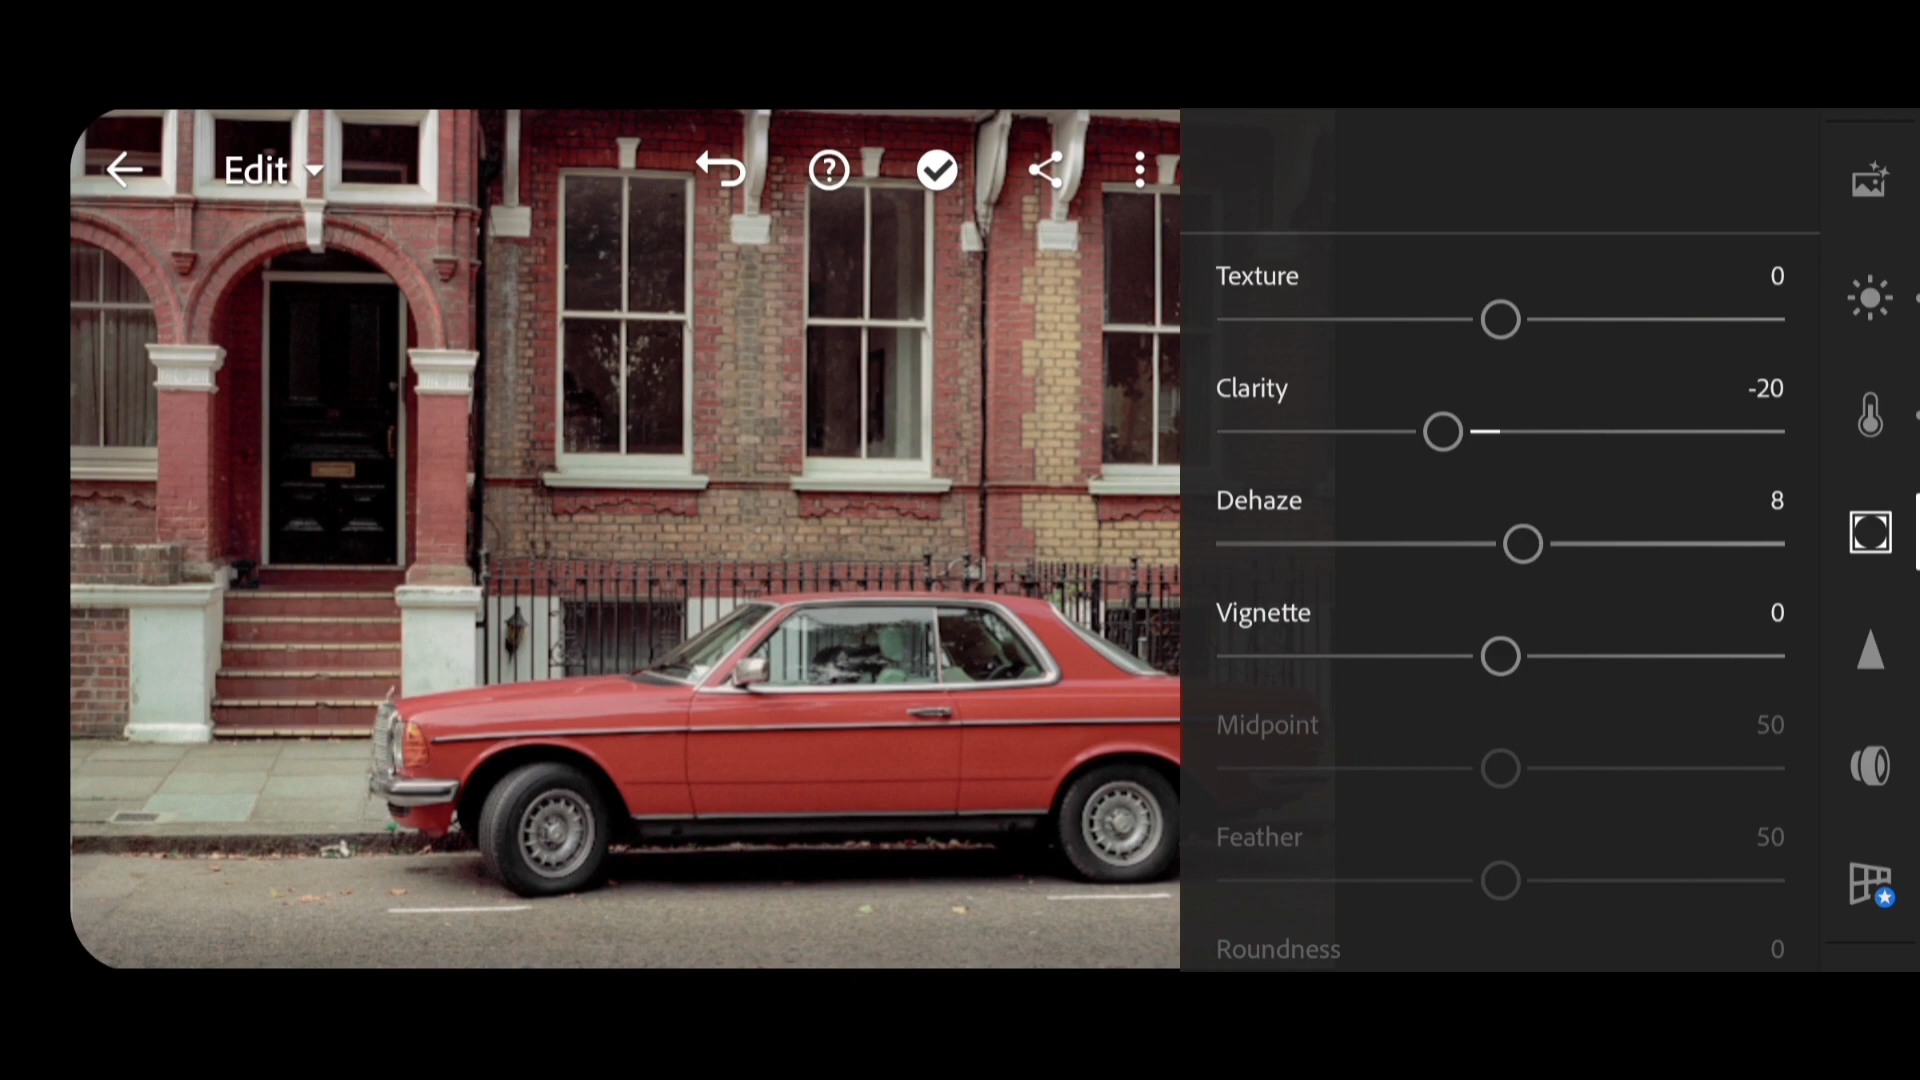 Edit
Texture 0
Clarity -20
Dehaze 8
Vignette 0
Midpoint 50
Feather 50
Roundness 0